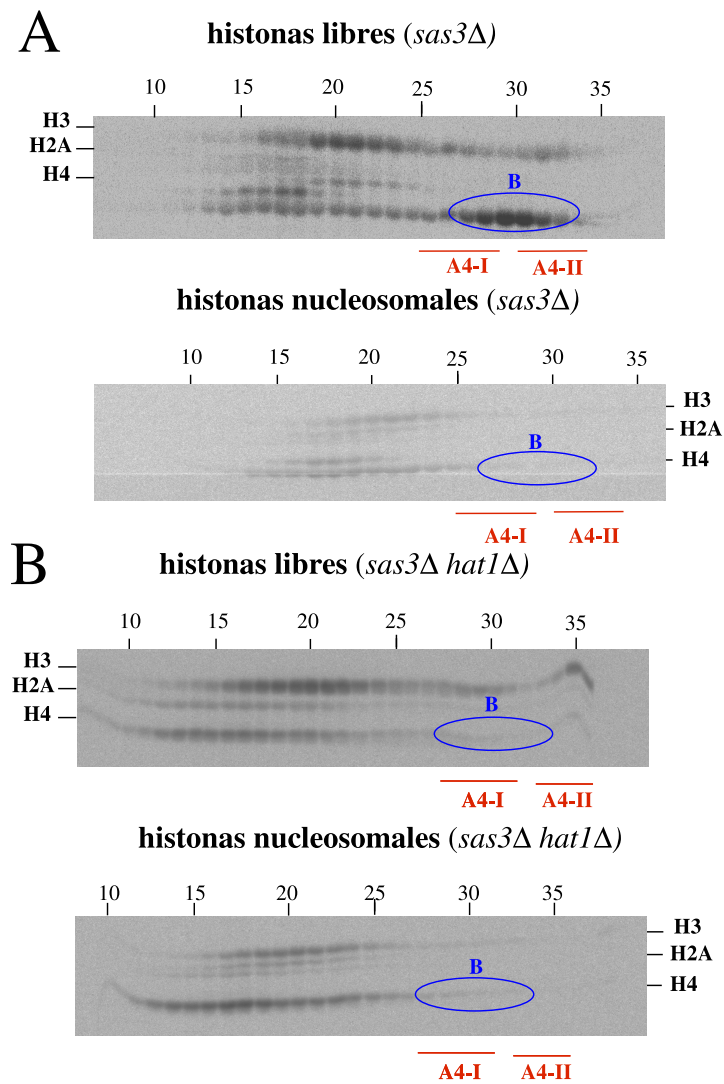 A
histonas libres (sas3Δ)
10 15 20 25 30 35
H3
H2A
H4
B
A4-I A4-II
histonas nucleosomales (sas3Δ)
10 15 20 25 30 35
H3
H2A
H4
B
A4-I A4-II
B
histonas libres (sas3Δ hat1Δ)
10 15 20 25 30 35
H3
H2A
H4
B
A4-I A4-II
histonas nucleosomales (sas3Δ hat1Δ)
10 15 20 25 30 35
H3
H2A
H4
B
A4-I A4-II